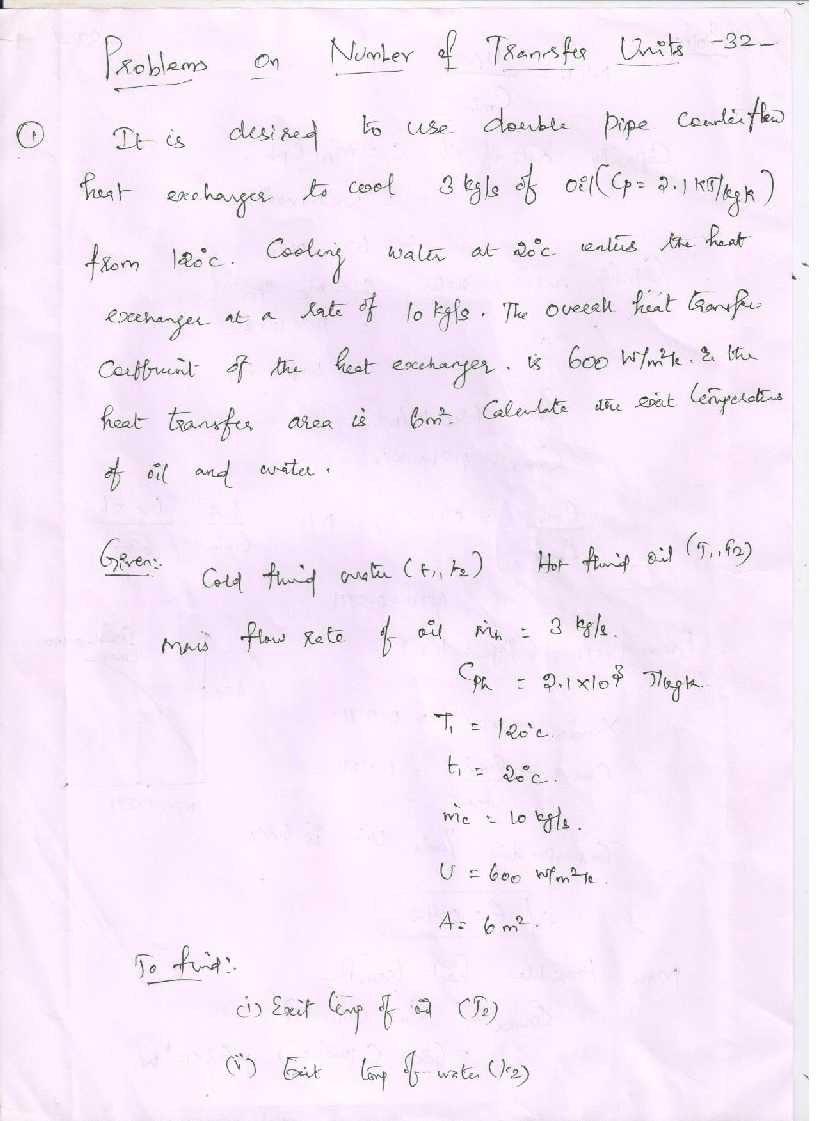 Problems on Number of Transfer Units -32-
① It is desired to use double pipe counterflow
heat exchanger to cool 3 kg/s of oil (Cp = 2.1 KJ/kgk)
from 120°c. Cooling water at 20°c enters the heat
exchanger at a rate of 10 kg/s. The overall heat transfer
coefficient of the heat exchanger. is 600 W/m²k. & the
heat transfer area is 6m². Calculate the exit temperatures
of oil and water.
Given:- Cold fluid water (t₁, t₂) Hot fluid oil (T₁, T₂)
Mass flow rate of oil ṁh = 3 kg/s.
Cph = 2.1×10³ J/kgk.
T₁ = 120°c.
t₁ = 20°c.
ṁc = 10 kg/s.
U = 600 W/m²k.
A = 6 m².
To find:-
(i) Exit temp of oil (T₂)
(ii) Exit temp of water (t₂)